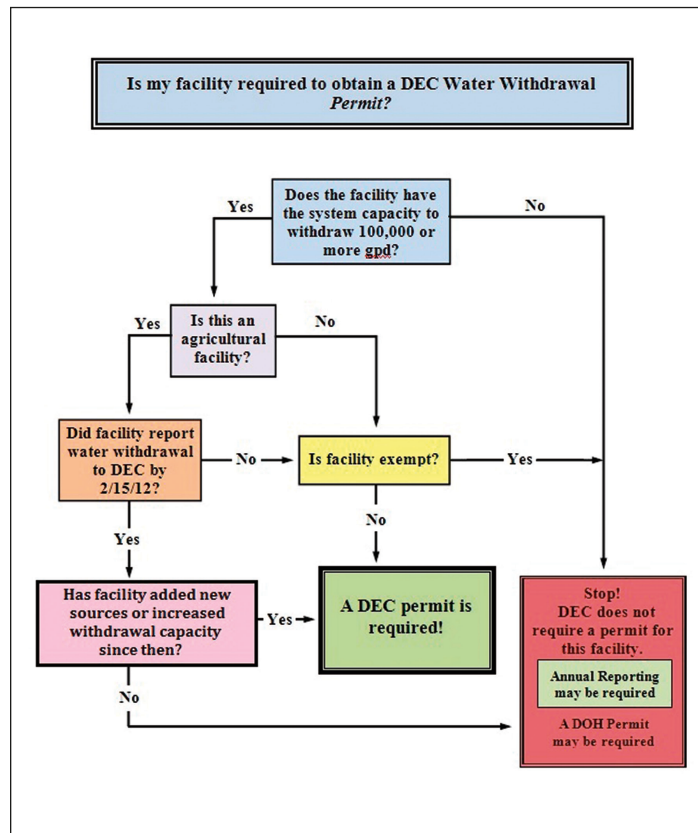 Is my facility required to obtain a DEC Water Withdrawal
Permit?
Does the facility have
the system capacity to
withdraw 100,000 or
more gpd?
Yes
No
Is this an
agricultural
facility?
Yes
No
Did facility report
water withdrawal
to DEC by
2/15/12?
No
Is facility exempt?
Yes
Yes
No
Has facility added new
sources or increased
withdrawal capacity
since then?
Yes
A DEC permit is
required!
Stop!
DEC does not
require a permit for
this facility.
Annual Reporting
may be required
A DOH Permit
may be required
No